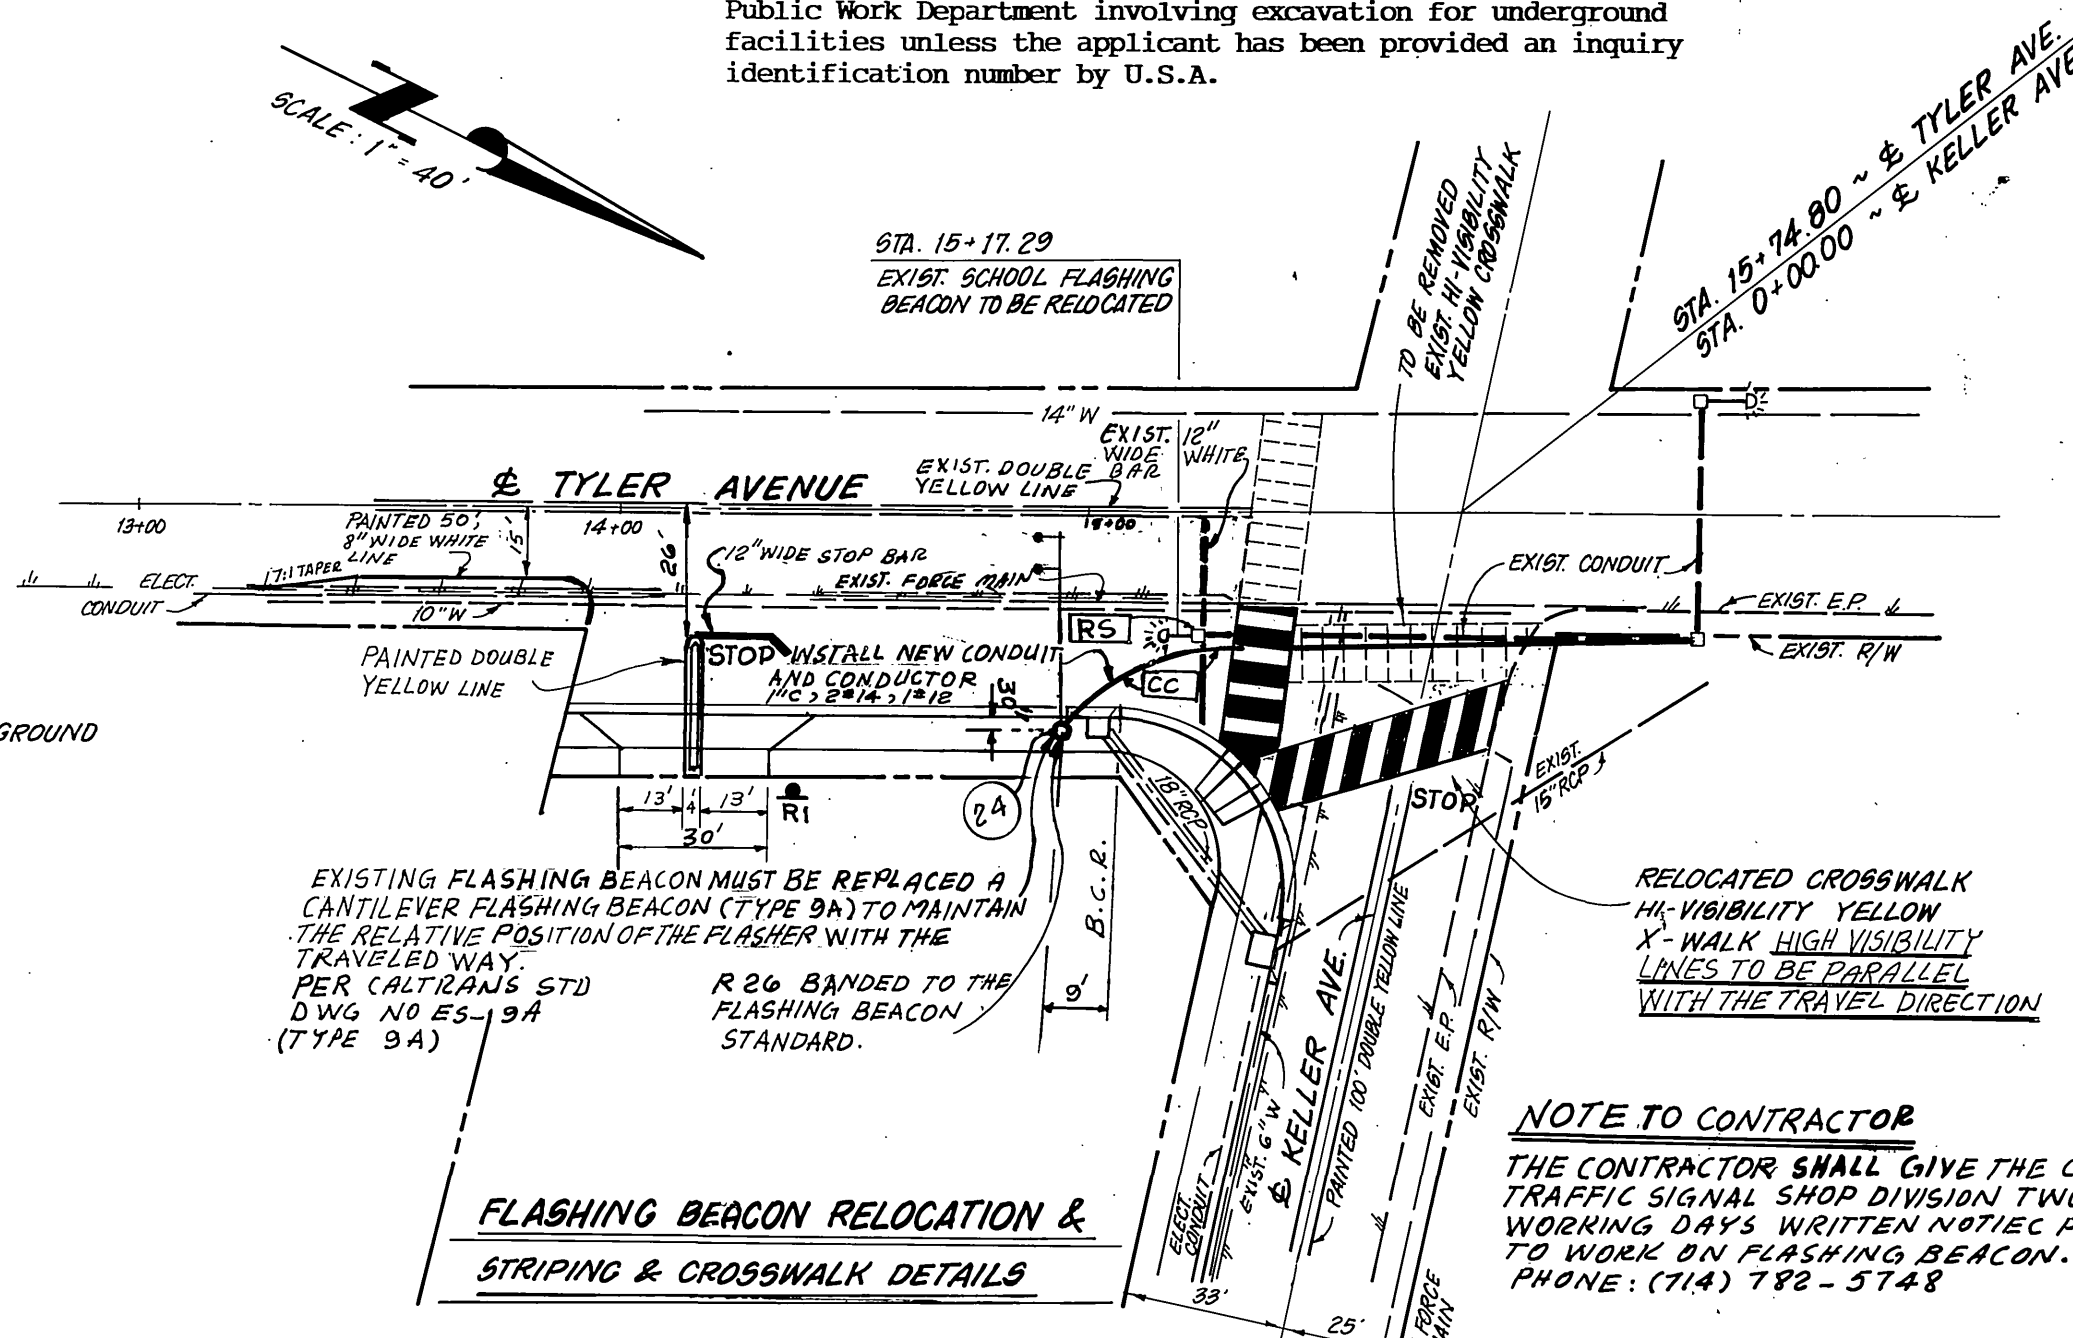 Public Work Department involving excavation for underground
facilities unless the applicant has been provided an inquiry
identification number by U.S.A.
SCALE: 1" = 40'
STA. 15+17.29
EXIST. SCHOOL FLASHING
BEACON TO BE RELOCATED
TO BE REMOVED
EXIST. HI-VISIBILITY
YELLOW CROSSWALK
STA. 15+74.80 ~ ℄ TYLER AVE.
STA. 0+00.00 ~ ℄ KELLER AVE
14" W
EXIST. 12"
WIDE WHITE
BAR
EXIST. DOUBLE
YELLOW LINE
℄ TYLER AVENUE
13+00
14+00
15+00
PAINTED 50',
8" WIDE WHITE
LINE
15'
26'
17:1 TAPER
ELECT.
CONDUIT
10" W
12" WIDE STOP BAR
EXIST. FORCE MAIN
EXIST. CONDUIT
EXIST. E.P.
EXIST. R/W
RS
CC
PAINTED DOUBLE
YELLOW LINE
STOP
INSTALL NEW CONDUIT
AND CONDUCTOR
1"C, 2#14, 1#12
30"
GROUND
13'
4'
13'
30'
R1
24
18" RCP
B.C.R.
9'
STOP
EXIST.
15" RCP
EXISTING FLASHING BEACON MUST BE REPLACED A
CANTILEVER FLASHING BEACON (TYPE 9A) TO MAINTAIN
THE RELATIVE POSITION OF THE FLASHER WITH THE
TRAVELED WAY.
PER CALTRANS STD
DWG NO ES-19A
(TYPE 9A)
R26 BANDED TO THE
FLASHING BEACON
STANDARD.
RELOCATED CROSSWALK
HI-VISIBILITY YELLOW
X-WALK HIGH VISIBILITY
LINES TO BE PARALLEL
WITH THE TRAVEL DIRECTION
ELECT.
CONDUIT
EXIST. 6" W
℄ KELLER AVE.
PAINTED 100' DOUBLE YELLOW LINE
EXIST. E.P.
EXIST. R/W
FORCE
MAIN
33'
25'
FLASHING BEACON RELOCATION &
STRIPING & CROSSWALK DETAILS
NOTE TO CONTRACTOR
THE CONTRACTOR SHALL GIVE THE
TRAFFIC SIGNAL SHOP DIVISION TWO
WORKING DAYS WRITTEN NOTIEC
TO WORK ON FLASHING BEACON.
PHONE: (714) 782-5748